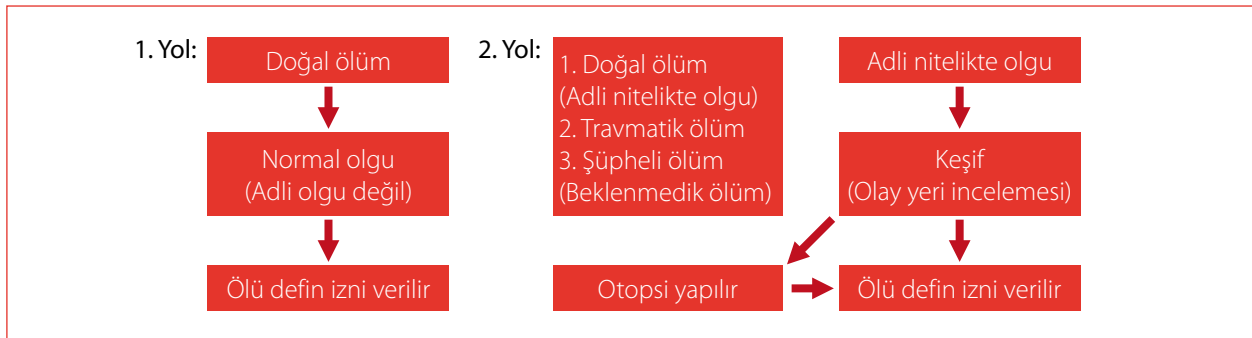 1. Yol:
Doğal ölüm
Normal olgu
(Adli olgu değil)
Ölü defin izni verilir
2. Yol:
1. Doğal ölüm
(Adli nitelikte olgu)
2. Travmatik ölüm
3. Şüpheli ölüm
(Beklenmedik ölüm)
Otopsi yapılır
Adli nitelikte olgu
Keşif
(Olay yeri incelemesi)
Ölü defin izni verilir